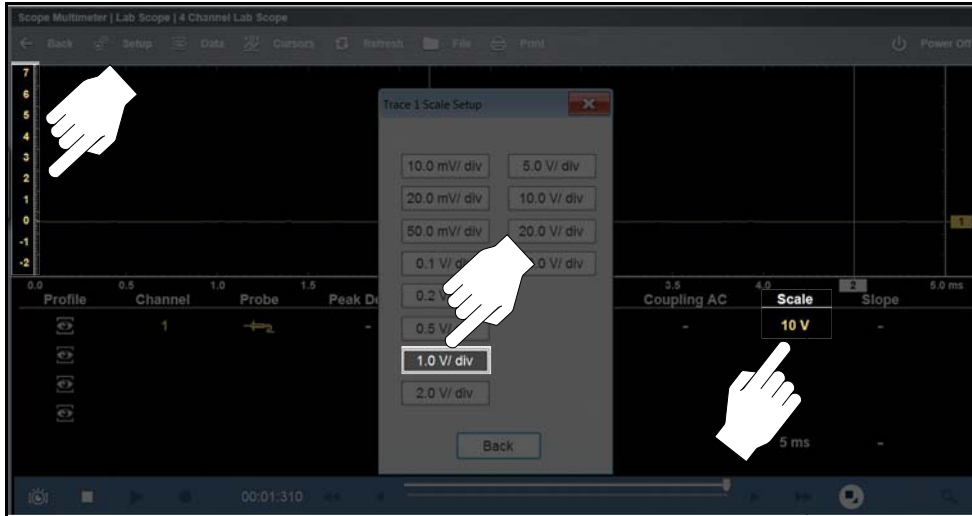 Scope Multimeter | Lab Scope | 4 Channel Lab Scope
Back Setup Data Cursors Refresh File Print Power Off
7
6
5
4
3
2
1
0
-1
-2
1
Trace 1 Scale Setup
10.0 mV/ div 5.0 V/ div
20.0 mV/ div 10.0 V/ div
50.0 mV/ div 20.0 V/ div
0.1 V/ .0 V/ div
0.2
0.5 V/
1.0 V/ div
2.0 V/ div
Back
0.0 0.5 1.0 1.5 3.5 4.0 2 5.0 ms
Profile Channel Probe Peak Coupling AC Scale Slope
1 - - 10 V -
5 ms -
00:01:310